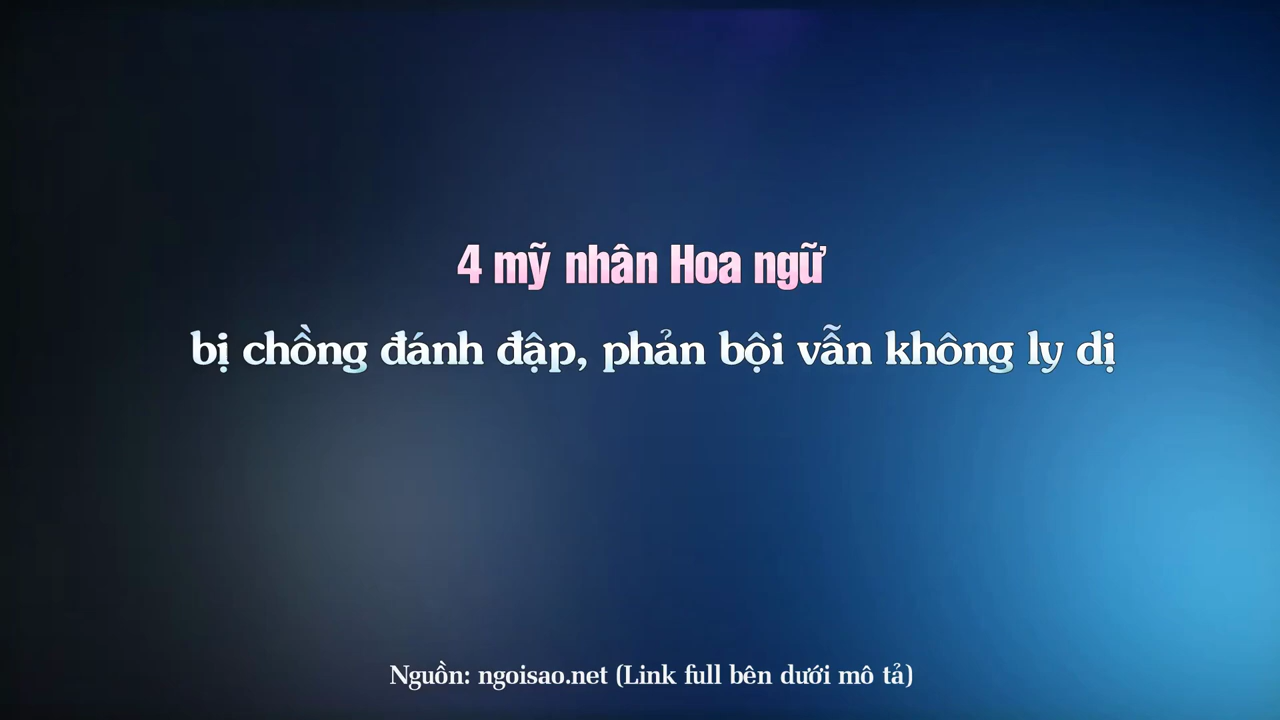 4 mỹ nhân Hoa ngữ
bị chồng đánh đập, phản bội vẫn không ly dị
Nguồn: ngoisao.net (Link full bên dưới mô tả)